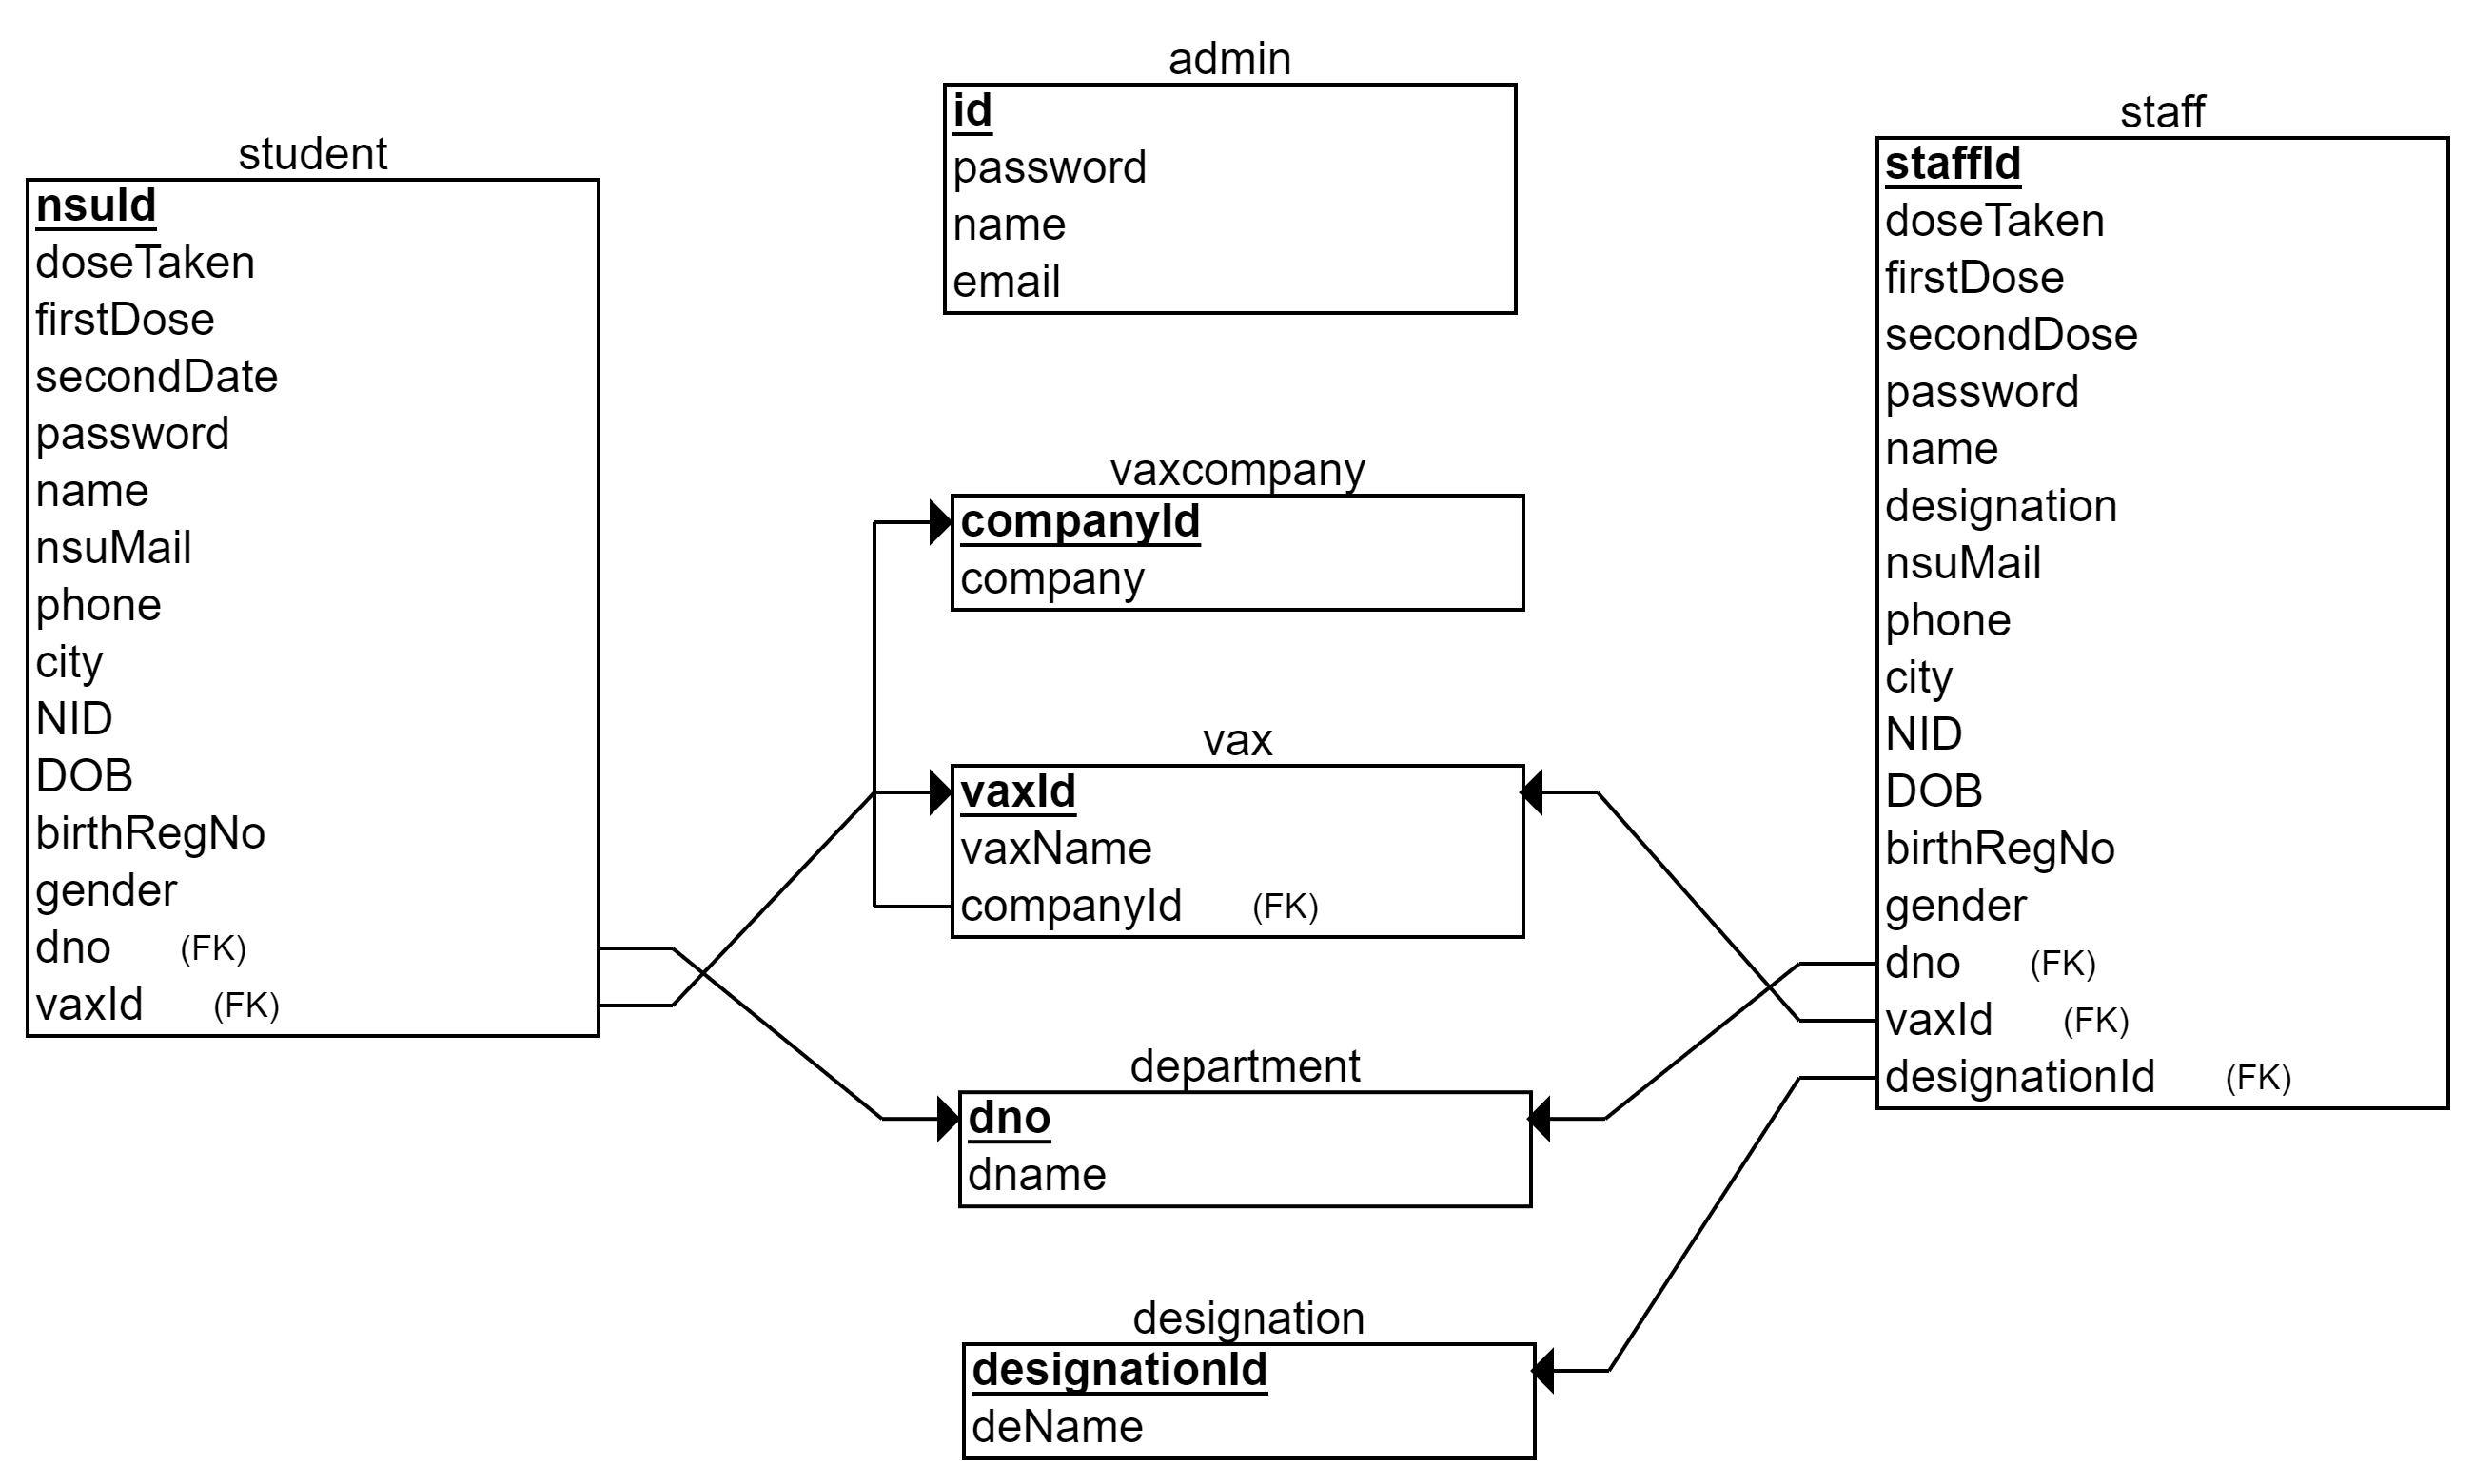 student
nsuId
doseTaken
firstDose
secondDate
password
name
nsuMail
phone
city
NID
DOB
birthRegNo
gender
dno (FK)
vaxId (FK)
admin
id
password
name
email
vaxcompany
companyId
company
vax
vaxId
vaxName
companyId (FK)
department
dno
dname
designation
designationId
deName
staff
staffId
doseTaken
firstDose
secondDose
password
name
designation
nsuMail
phone
city
NID
DOB
birthRegNo
gender
dno (FK)
vaxId (FK)
designationId (FK)